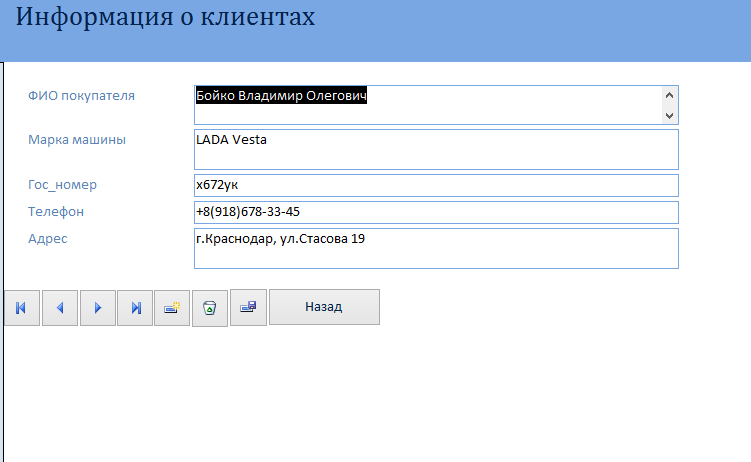 Информация о клиентах
ФИО покупателя Бойко Владимир Олегович
Марка машины LADA Vesta
Гос_номер х672ук
Телефон +8(918)678-33-45
Адрес г.Краснодар, ул.Стасова 19
Назад